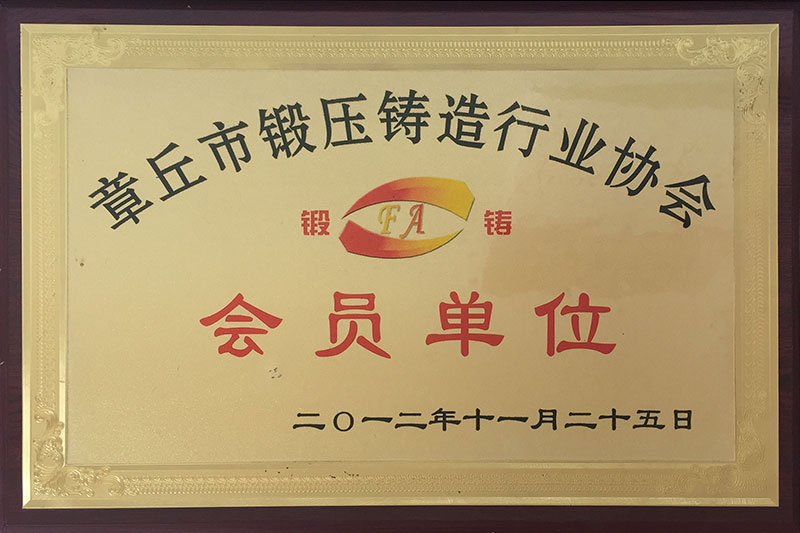 章丘市锻压铸造行业协会
锻 FA 铸
会员单位
二〇一二年十一月二十五日